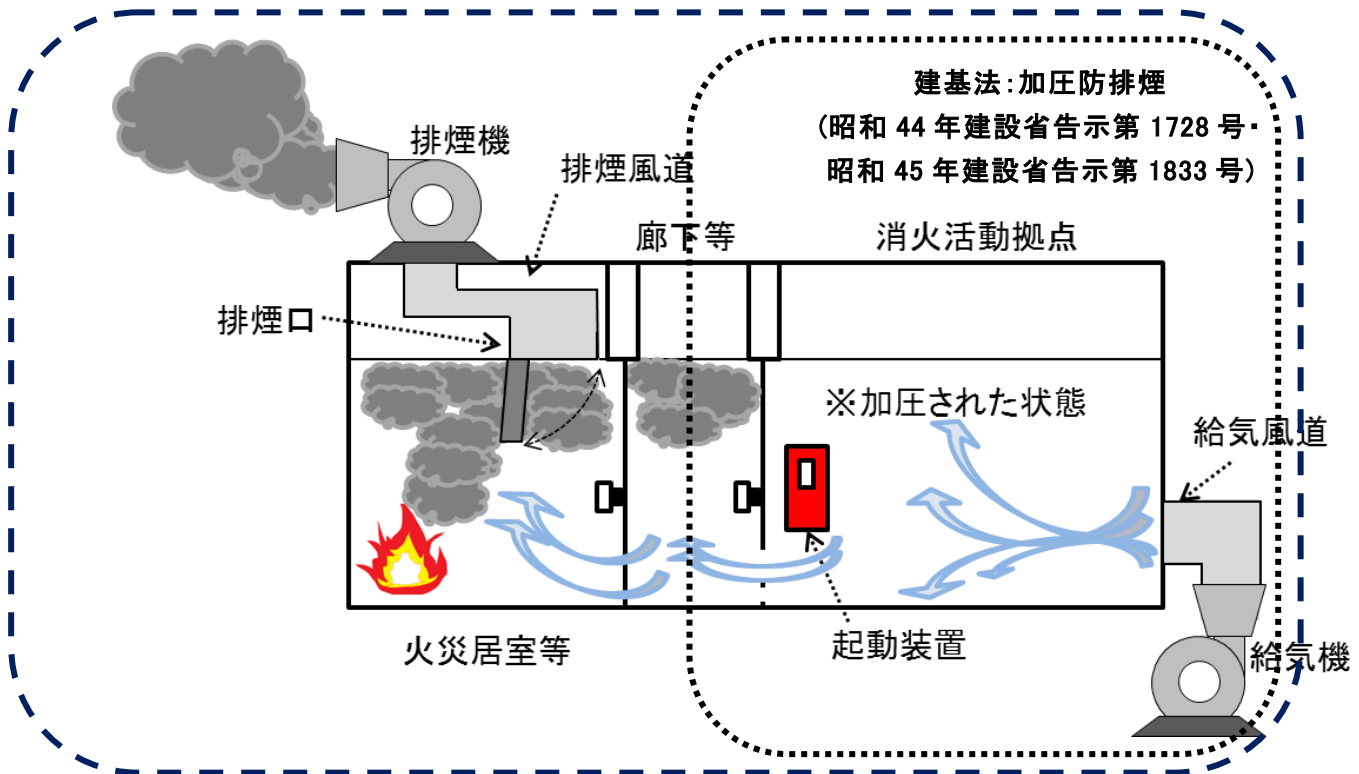 建基法:加圧防排煙
(昭和 44 年建設省告示第 1728 号・
昭和 45 年建設省告示第 1833 号)
排煙機
排煙風道
廊下等
消火活動拠点
排煙口
※加圧された状態
給気風道
火災居室等
起動装置
給気機